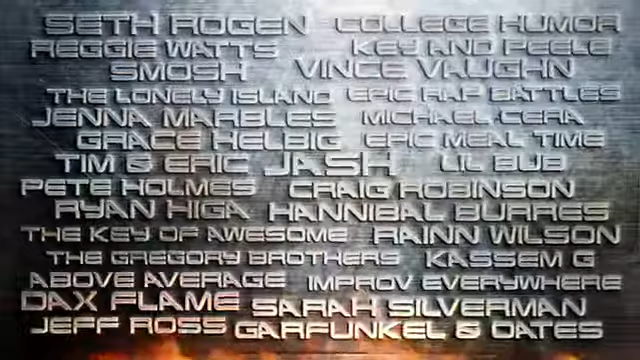 SETH ROGEN COLLEGE HUMOR
REGGIE WATTS KEY AND PEELE
SMOSH VINCE VAUGHN
THE LONELY ISLAND EPIC RAP BATTLES
JENNA MARBLES MICHAEL CERA
GRACE HELBIG EPIC MEAL TIME
TIM & ERIC JASH LIL BUB
PETE HOLMES CRAIG ROBINSON
RYAN HIGA HANNIBAL BURRES
THE KEY OF AWESOME RAINN WILSON
THE GREGORY BROTHERS KASSEM G
ABOVE AVERAGE IMPROV EVERYWHERE
DAX FLAME SARAH SILVERMAN
JEFF ROSS GARFUNKEL & OATES